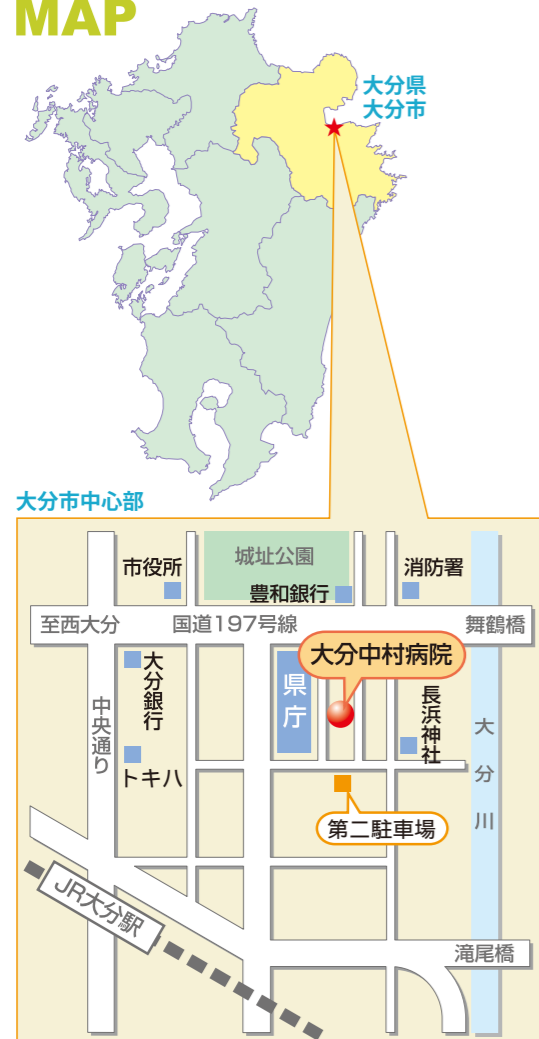 MAP
大分県
大分市
大分市中心部
城址公園
市役所
消防署
豊和銀行
至西大分
国道197号線
舞鶴橋
大分中村病院
大分銀行
県庁
長浜神社
中央通り
大分川
トキハ
第二駐車場
JR大分駅
滝尾橋